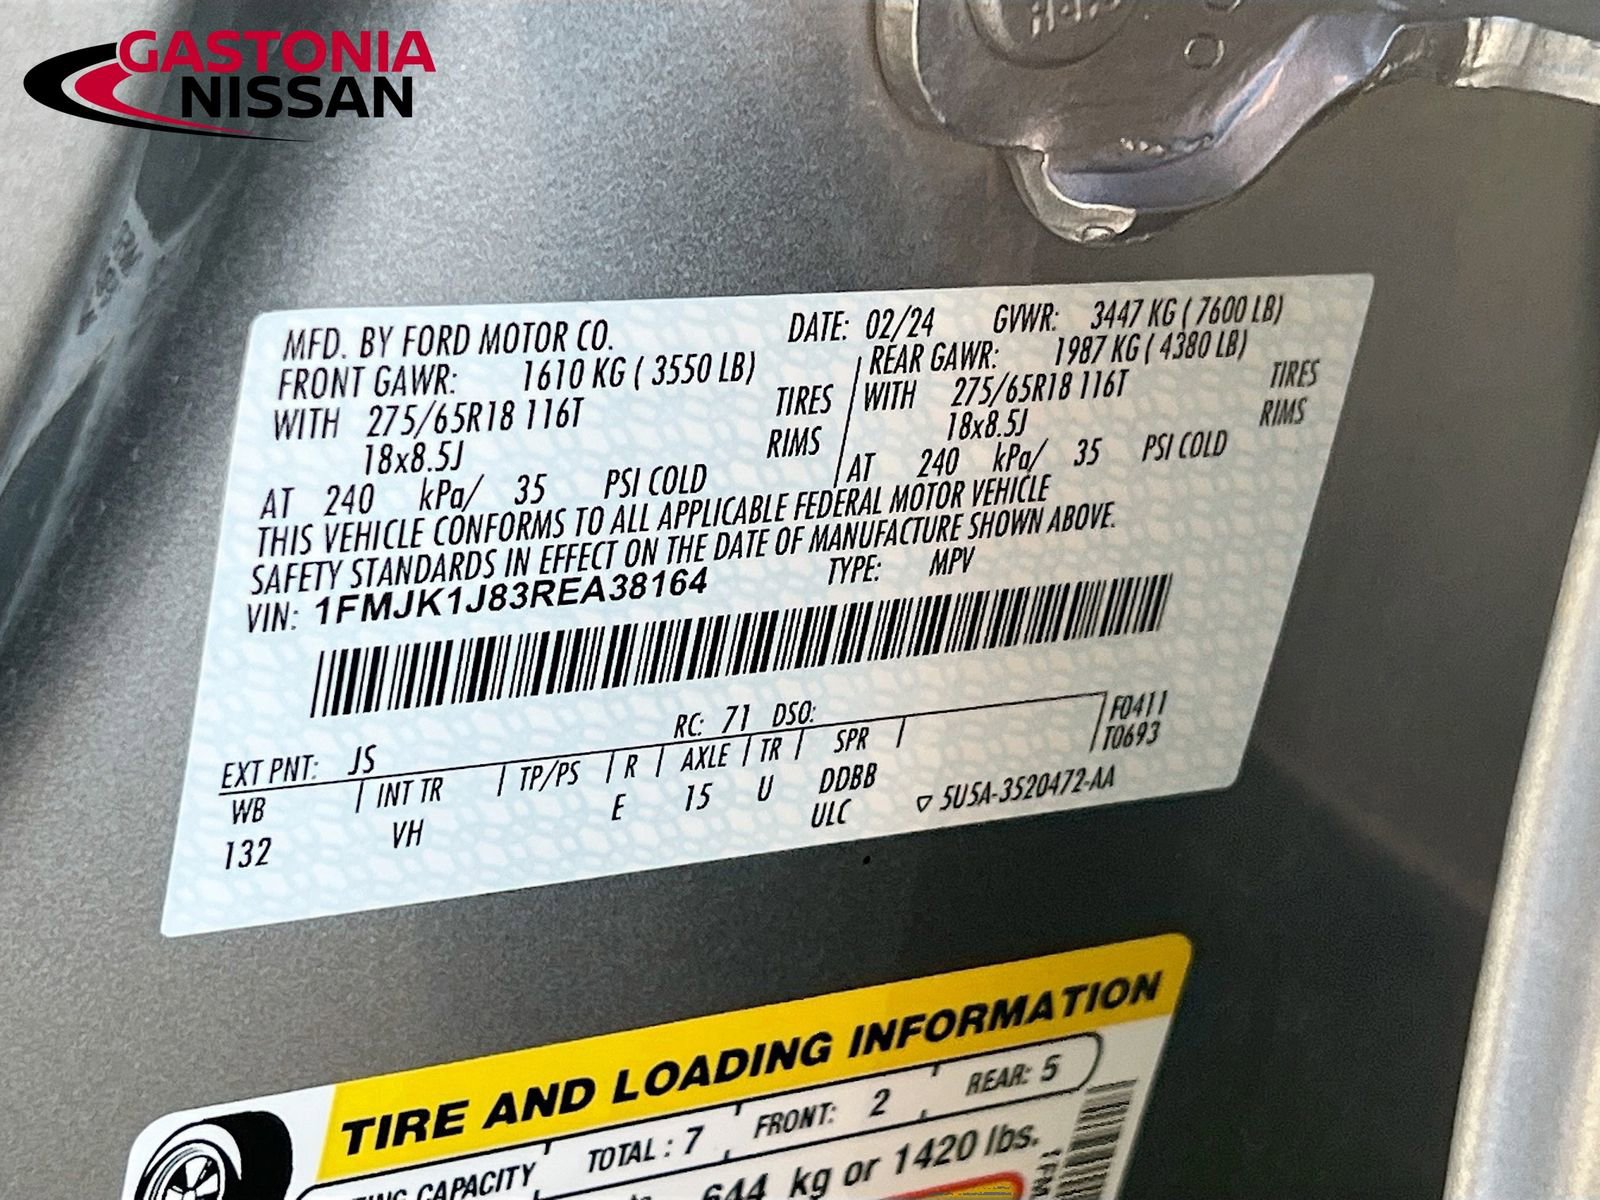 GASTONIA
NISSAN
MFD. BY FORD MOTOR CO. DATE: 02/24 GVWR: 3447 KG ( 7600 LB)
FRONT GAWR: 1610 KG ( 3550 LB) REAR GAWR: 1987 KG ( 4380 LB)
WITH 275/65R18 116T TIRES WITH 275/65R18 116T TIRES
18x8.5J RIMS 18x8.5J RIMS
AT 240 kPa/ 35 PSI COLD AT 240 kPa/ 35 PSI COLD
THIS VEHICLE CONFORMS TO ALL APPLICABLE FEDERAL MOTOR VEHICLE
SAFETY STANDARDS IN EFFECT ON THE DATE OF MANUFACTURE SHOWN ABOVE.
VIN: 1FMJK1J83REA38164 TYPE: MPV
EXT PNT: JS RC: 71 DSO: F0411
WB INT TR TP/PS R AXLE TR SPR T0693
132 VH E 15 U DDBB
ULC 5U5A-3520472-AA
TIRE AND LOADING INFORMATION
CAPACITY TOTAL: 7 FRONT: 2 REAR: 5
644 kg or 1420 lbs.